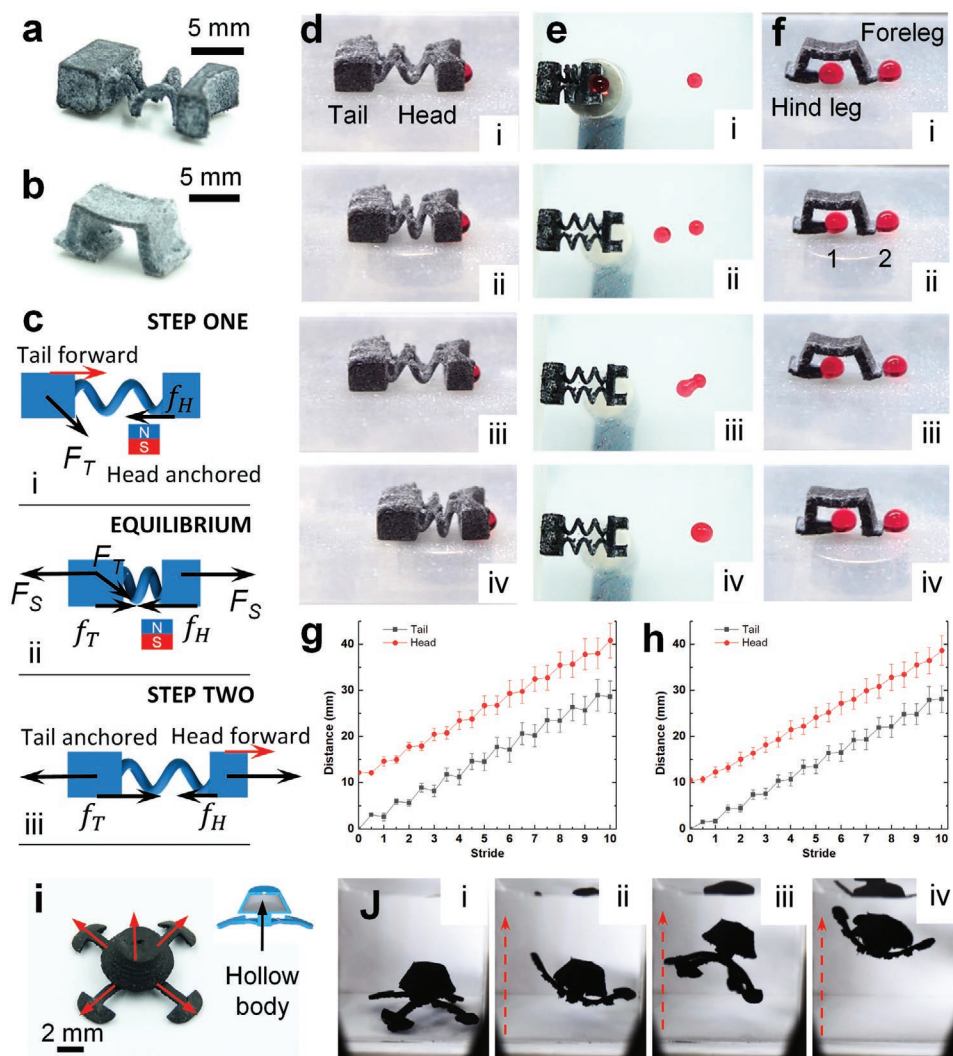 a
5 mm
b
5 mm
c
STEP ONE
Tail forward
f_H
F_T
N
S
Head anchored
i
EQUILIBRIUM
F_T
F_S
F_S
f_T
N
S
f_H
ii
STEP TWO
Tail anchored
Head forward
f_T
f_H
iii
d
Tail Head
i
ii
iii
iv
e
i
ii
iii
iv
f
Foreleg
Hind leg
i
1 2
ii
iii
iv
g
Tail
Head
Distance (mm)
40
30
20
10
0
0 1 2 3 4 5 6 7 8 9 10
Stride
h
Tail
Head
Distance (mm)
40
30
20
10
0
0 1 2 3 4 5 6 7 8 9 10
Stride
i
Hollow
body
2 mm
J
i
ii
iii
iv